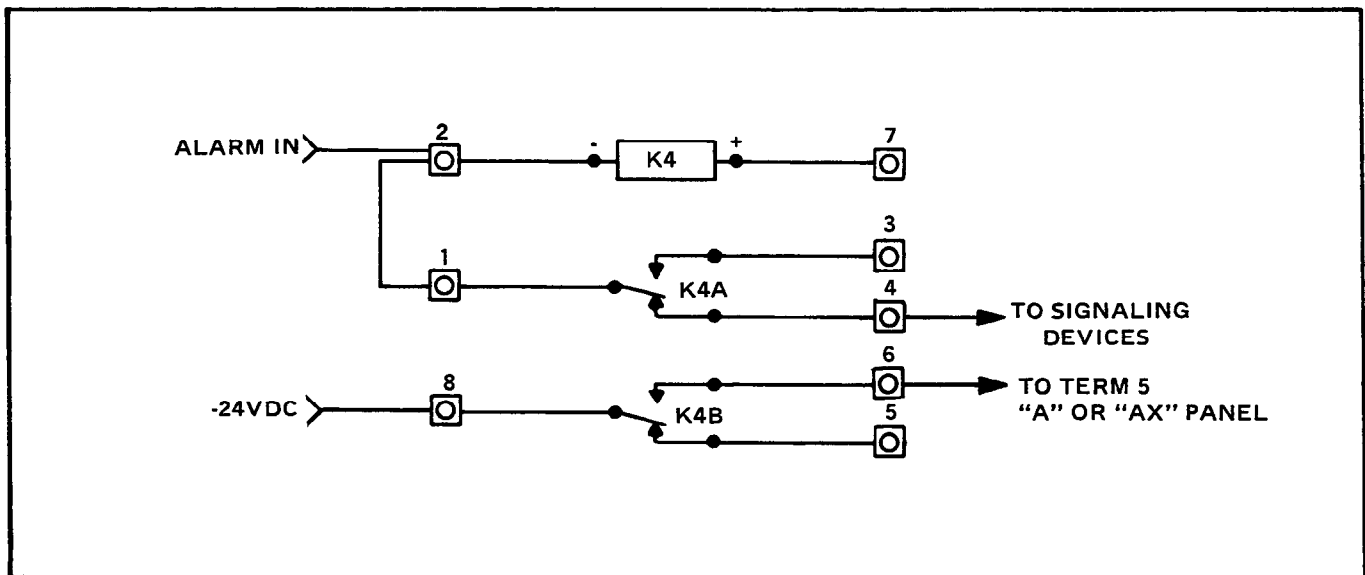 ALARM IN
2
-
K4
+
7
1
K4A
3
4
TO SIGNALING
DEVICES
-24VDC
8
K4B
6
TO TERM 5
"A" OR "AX" PANEL
5